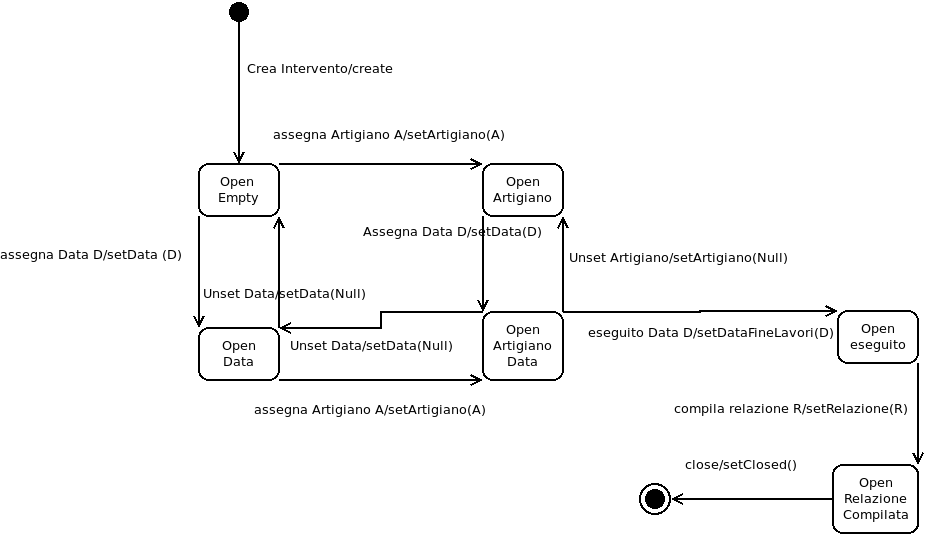 Crea Intervento/create
assegna Artigiano A/setArtigiano(A)
Open
Empty
Open
Artigiano
Assegna Data D/setData(D)
assegna Data D/setData (D)
Unset Artigiano/setArtigiano(Null)
Unset Data/setData(Null)
Open
Data
Unset Data/setData(Null)
Open
Artigiano
Data
eseguito Data D/setDataFineLavori(D)
Open
eseguito
assegna Artigiano A/setArtigiano(A)
compila relazione R/setRelazione(R)
close/setClosed()
Open
Relazione
Compilata